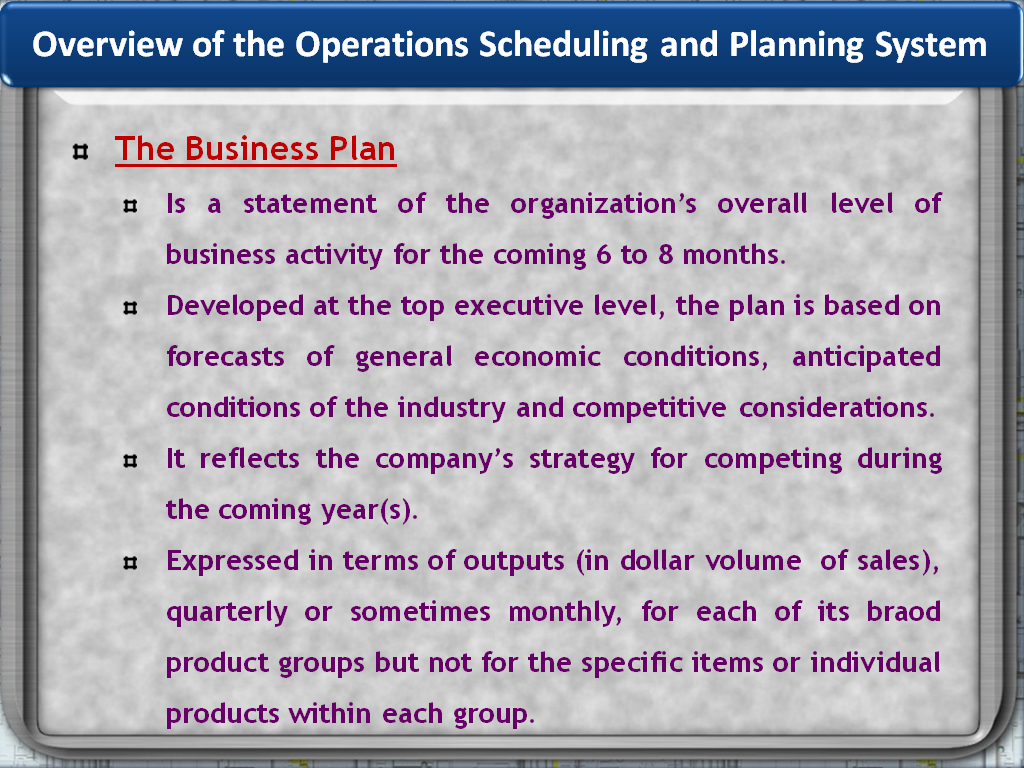 Overview of the Operations Scheduling and Planning System
The Business Plan
Is a statement of the organization’s overall level of
business activity for the coming 6 to 8 months.
Developed at the top executive level, the plan is based on
forecasts of general economic conditions, anticipated
conditions of the industry and competitive considerations.
It reflects the company’s strategy for competing during
the coming year(s).
Expressed in terms of outputs (in dollar volume of sales),
quarterly or sometimes monthly, for each of its braod
product groups but not for the specific items or individual
products within each group.